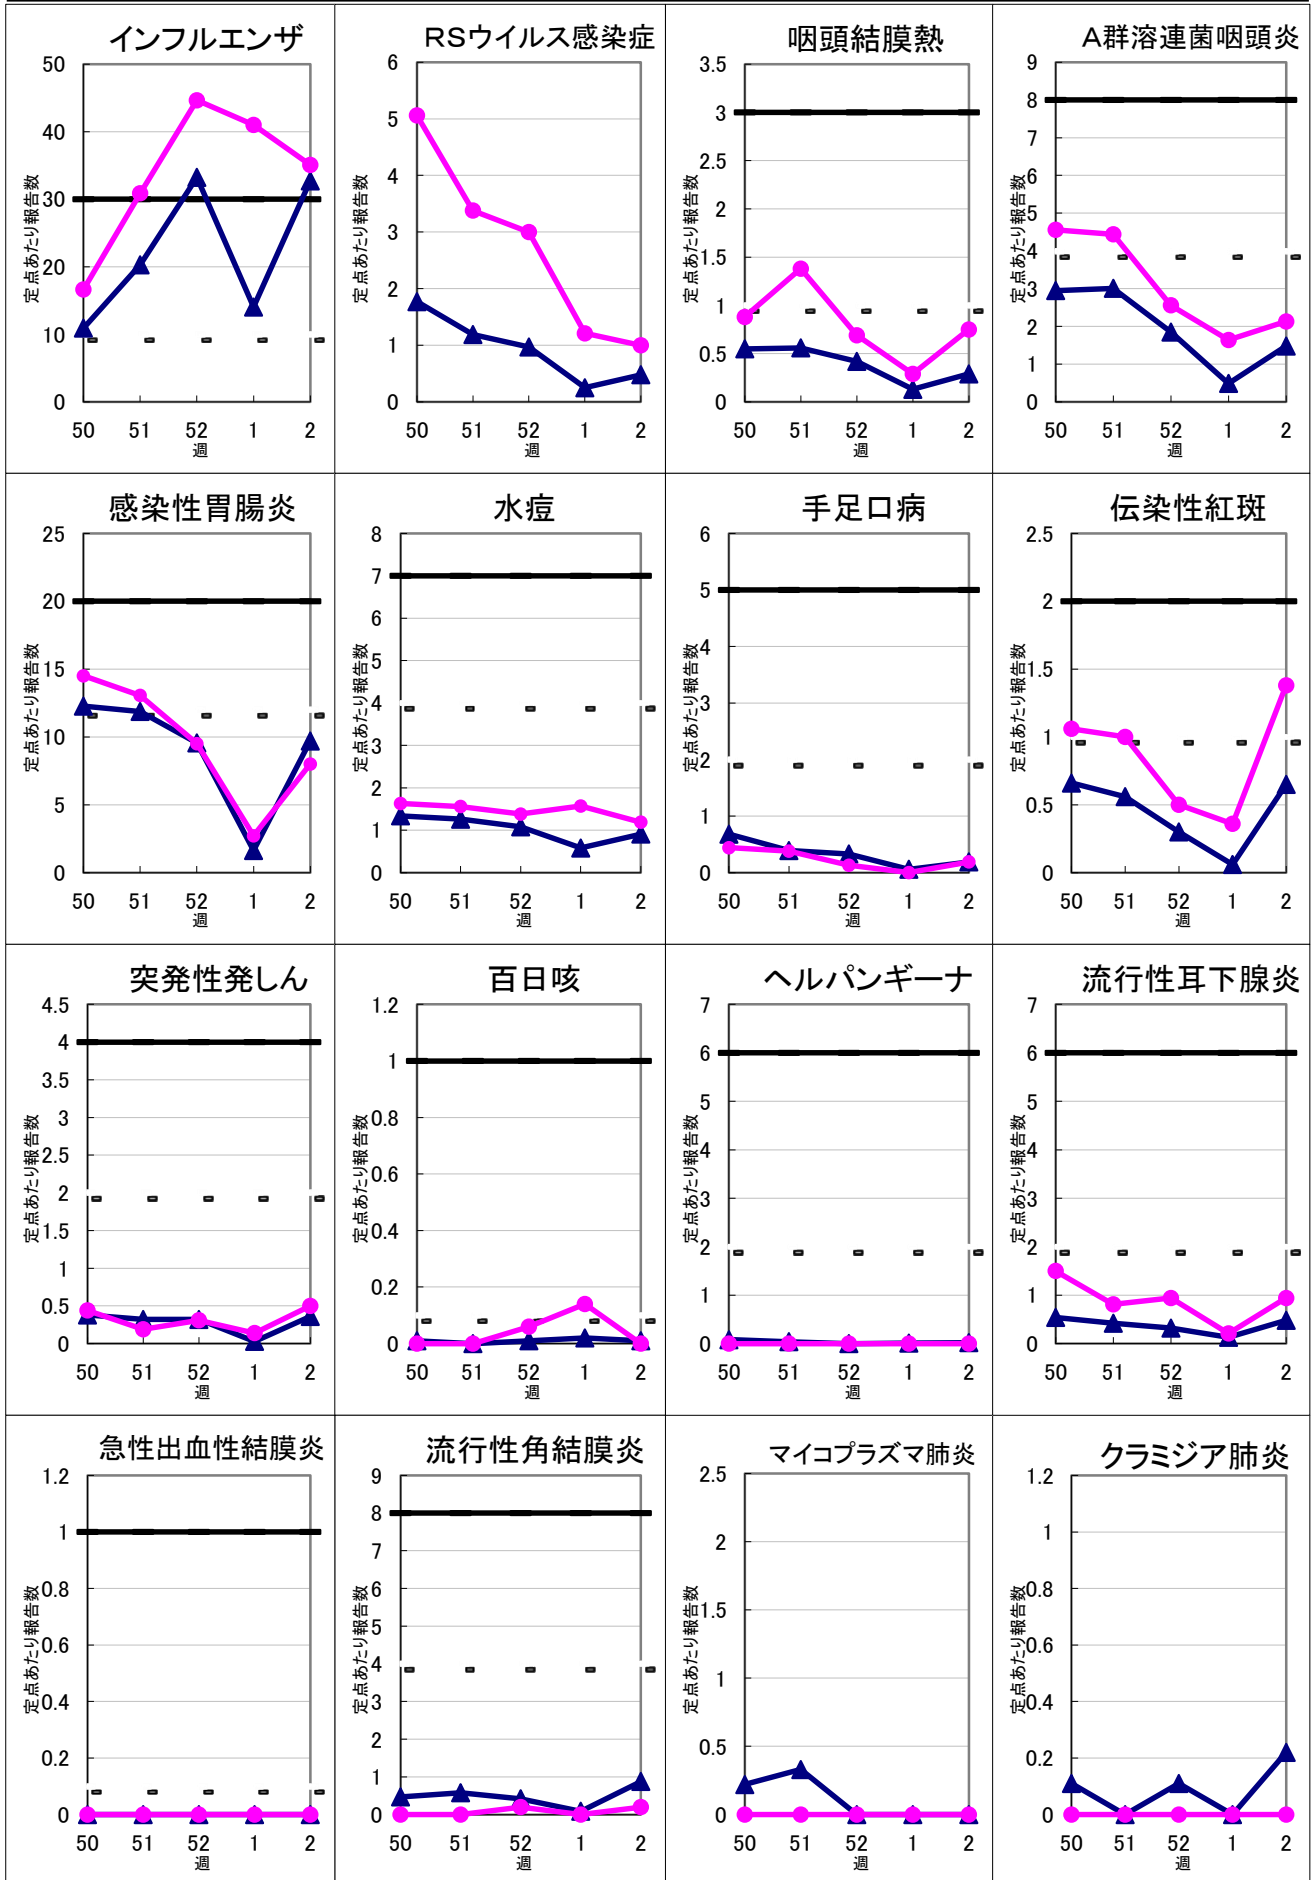 インフルエンザ
50
40
30
20
10
0
定点あたり報告数
50 51 52 1 2
週
RSウイルス感染症
6
5
4
3
2
1
0
定点あたり報告数
50 51 52 1 2
週
咽頭結膜熱
3.5
3
2.5
2
1.5
1
0.5
0
定点あたり報告数
50 51 52 1 2
週
A群溶連菌咽頭炎
9
8
7
6
5
4
3
2
1
0
定点あたり報告数
50 51 52 1 2
週
感染性胃腸炎
25
20
15
10
5
0
定点あたり報告数
50 51 52 1 2
週
水痘
8
7
6
5
4
3
2
1
0
定点あたり報告数
50 51 52 1 2
週
手足口病
6
5
4
3
2
1
0
定点あたり報告数
50 51 52 1 2
週
伝染性紅斑
2.5
2
1.5
1
0.5
0
定点あたり報告数
50 51 52 1 2
週
突発性発しん
4.5
4
3.5
3
2.5
2
1.5
1
0.5
0
定点あたり報告数
50 51 52 1 2
週
百日咳
1.2
1
0.8
0.6
0.4
0.2
0
定点あたり報告数
50 51 52 1 2
週
ヘルパンギーナ
7
6
5
4
3
2
1
0
定点あたり報告数
50 51 52 1 2
週
流行性耳下腺炎
7
6
5
4
3
2
1
0
定点あたり報告数
50 51 52 1 2
週
急性出血性結膜炎
1.2
1
0.8
0.6
0.4
0.2
0
定点あたり報告数
50 51 52 1 2
週
流行性角結膜炎
9
8
7
6
5
4
3
2
1
0
定点あたり報告数
50 51 52 1 2
週
マイコプラズマ肺炎
2.5
2
1.5
1
0.5
0
定点あたり報告数
50 51 52 1 2
週
クラミジア肺炎
1.2
1
0.8
0.6
0.4
0.2
0
定点あたり報告数
50 51 52 1 2
週